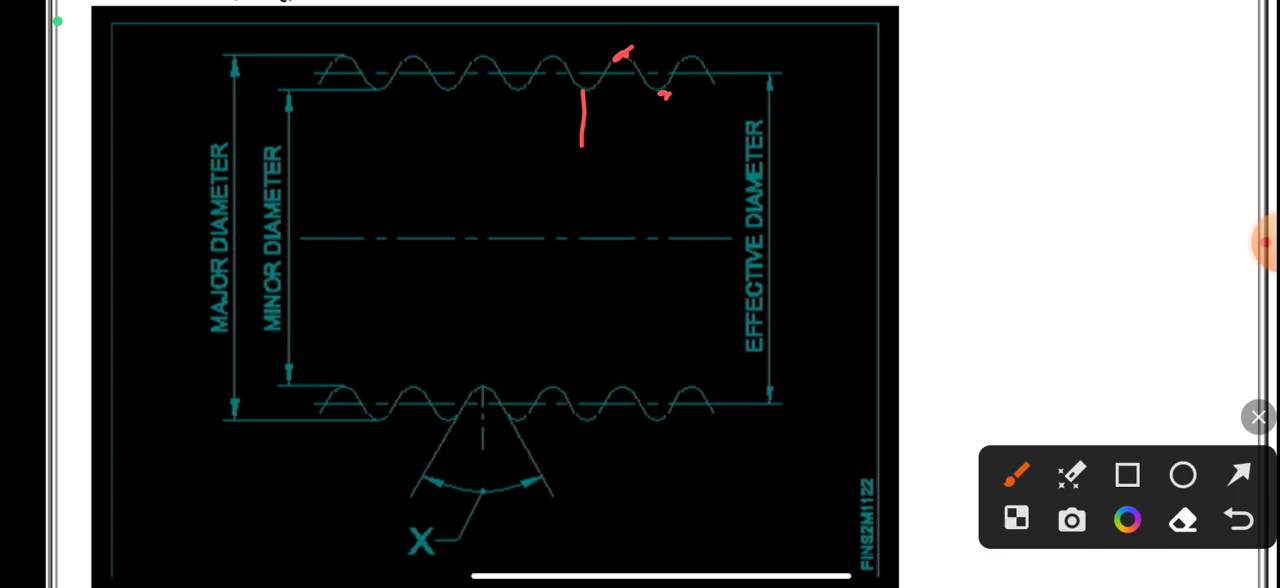 MAJOR DIAMETER
MINOR DIAMETER
EFFECTIVE DIAMETER
X
FINS2M1122